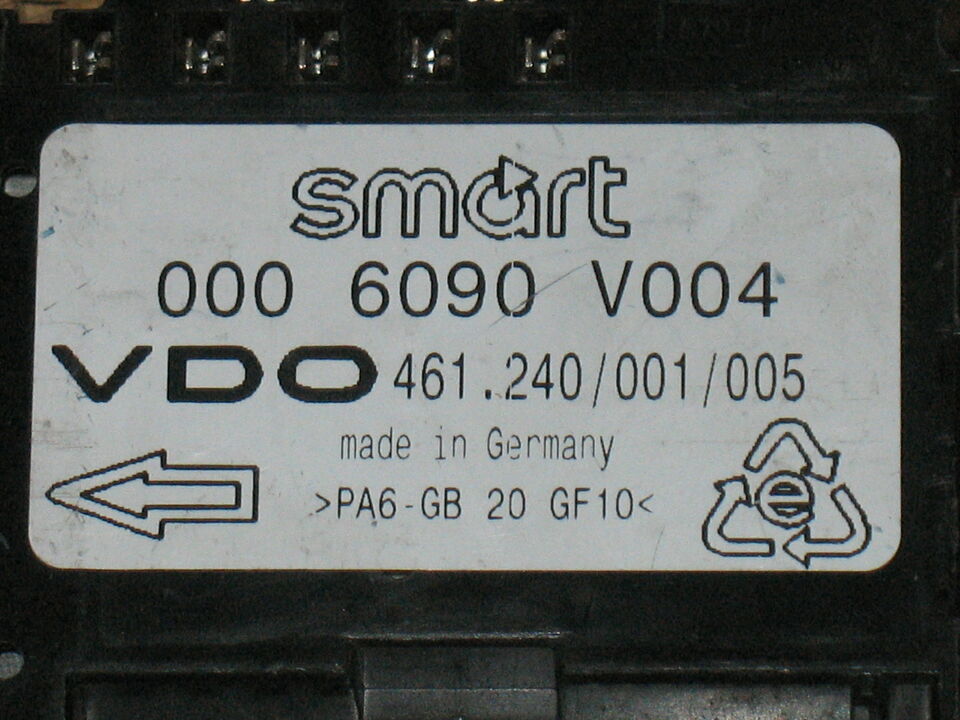 smart
000 6090 V004
VDO 461.240/001/005
made in Germany
>PA6-GB 20 GF10<